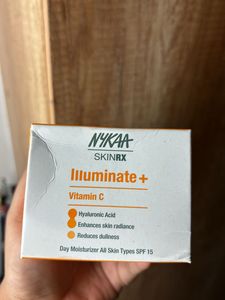 NYKAA
SKINRX
Illuminate+
Vitamin C
Hyaluronic Acid
Enhances skin radiance
Reduces dullness
Day Moisturizer All Skin Types SPF 15